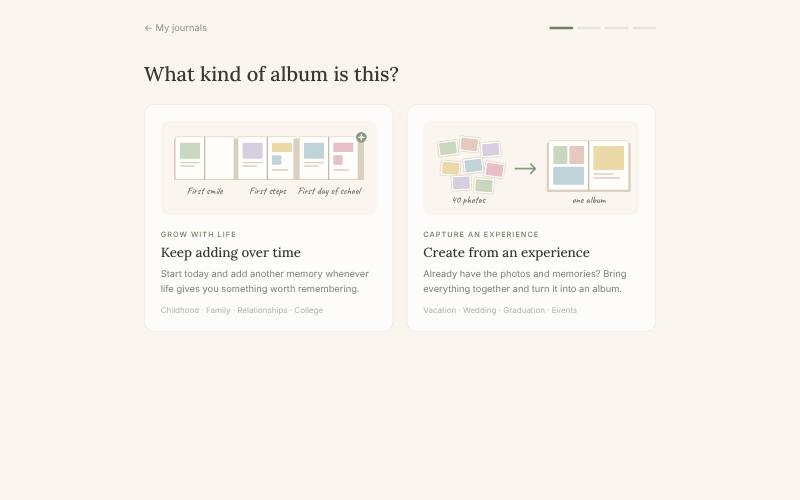 ← My journals
What kind of album is this?
First smile
First steps
First day of school
GROW WITH LIFE
Keep adding over time
Start today and add another memory whenever
life gives you something worth remembering.
Childhood · Family · Relationships · College
40 photos
one album
CAPTURE AN EXPERIENCE
Create from an experience
Already have the photos and memories? Bring
everything together and turn it into an album.
Vacation · Wedding · Graduation · Events